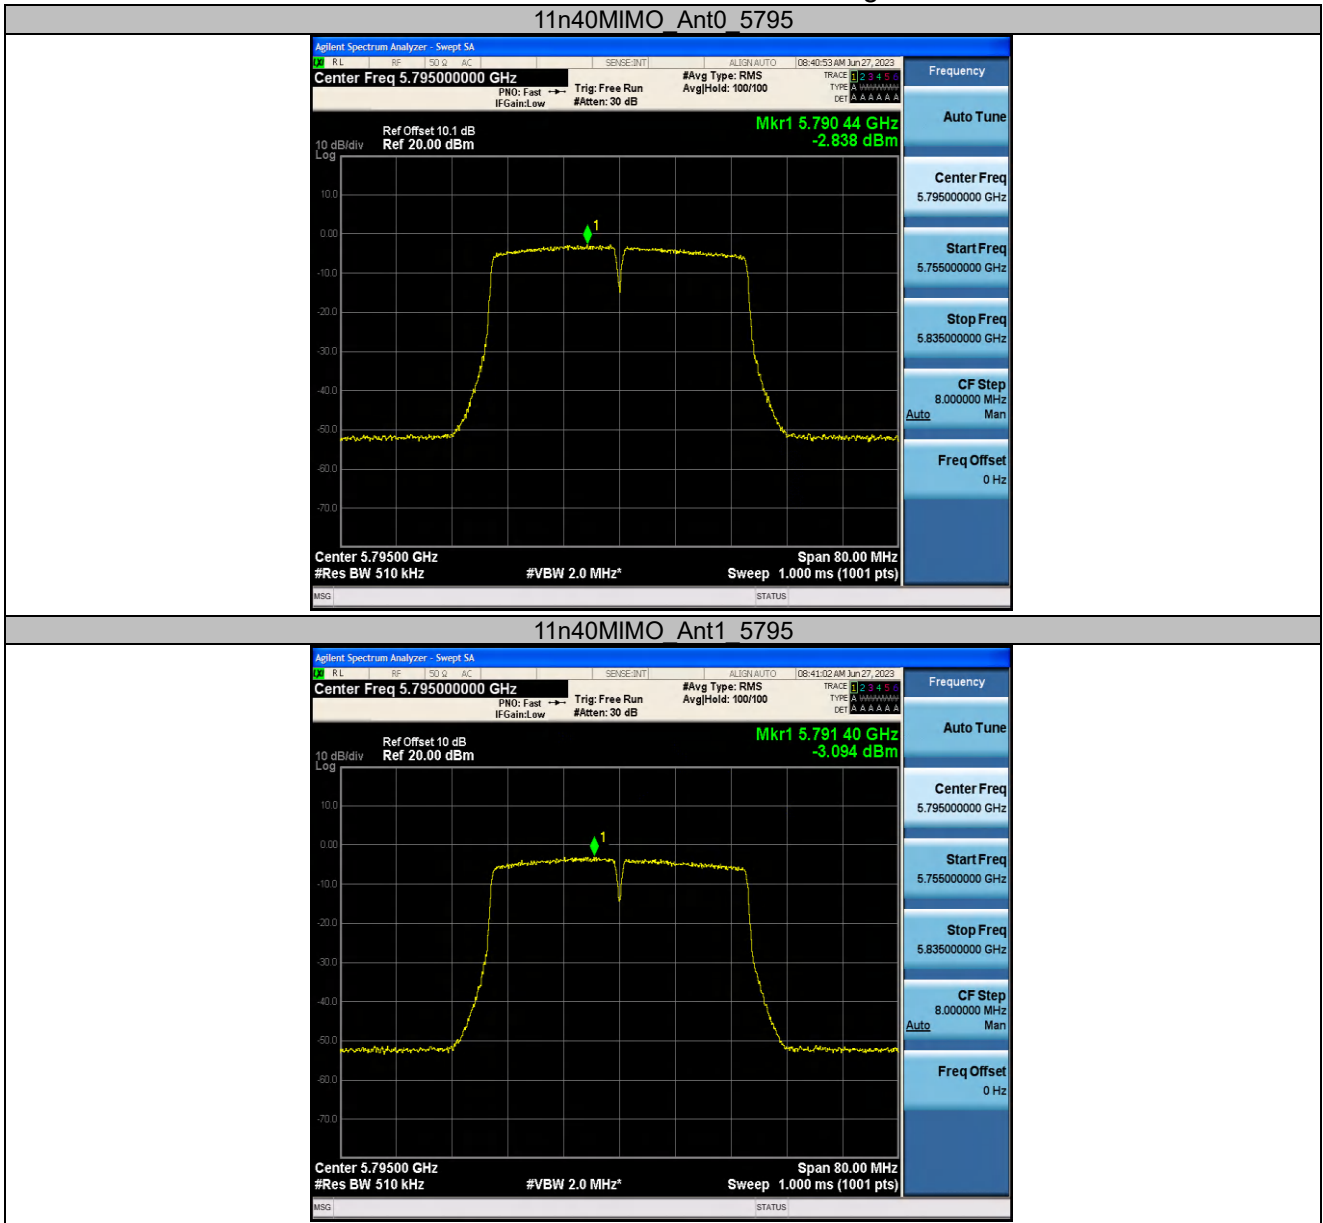 11n40MIMO_Ant0_5795
Agilent Spectrum Analyzer - Swept SA
RL RF 50 Ω AC SENSE:INT ALIGN AUTO 08:40:53 AM Jun 27, 2023
Center Freq 5.795000000 GHz
PNO: Fast
IFGain:Low
Trig: Free Run
#Atten: 30 dB
#Avg Type: RMS
Avg|Hold: 100/100
TRACE 1 2 3 4 5 6
TYPE A
DET A A A A A A
Frequency
Mkr1 5.790 44 GHz
-2.838 dBm
Ref Offset 10.1 dB
10 dB/div Ref 20.00 dBm
Log
10.0
0.00
-10.0
-20.0
-30.0
-40.0
-50.0
-60.0
-70.0
1
Center 5.79500 GHz Span 80.00 MHz
#Res BW 510 kHz #VBW 2.0 MHz* Sweep 1.000 ms (1001 pts)
MSG STATUS
Auto Tune
Center Freq
5.795000000 GHz
Start Freq
5.755000000 GHz
Stop Freq
5.835000000 GHz
CF Step
8.000000 MHz
Auto Man
Freq Offset
0 Hz
11n40MIMO_Ant1_5795
Agilent Spectrum Analyzer - Swept SA
RL RF 50 Ω AC SENSE:INT ALIGN AUTO 08:41:02 AM Jun 27, 2023
Center Freq 5.795000000 GHz
PNO: Fast
IFGain:Low
Trig: Free Run
#Atten: 30 dB
#Avg Type: RMS
Avg|Hold: 100/100
TRACE 1 2 3 4 5 6
TYPE A
DET A A A A A A
Frequency
Mkr1 5.791 40 GHz
-3.094 dBm
Ref Offset 10 dB
10 dB/div Ref 20.00 dBm
Log
10.0
0.00
-10.0
-20.0
-30.0
-40.0
-50.0
-60.0
-70.0
1
Center 5.79500 GHz Span 80.00 MHz
#Res BW 510 kHz #VBW 2.0 MHz* Sweep 1.000 ms (1001 pts)
MSG STATUS
Auto Tune
Center Freq
5.795000000 GHz
Start Freq
5.755000000 GHz
Stop Freq
5.835000000 GHz
CF Step
8.000000 MHz
Auto Man
Freq Offset
0 Hz